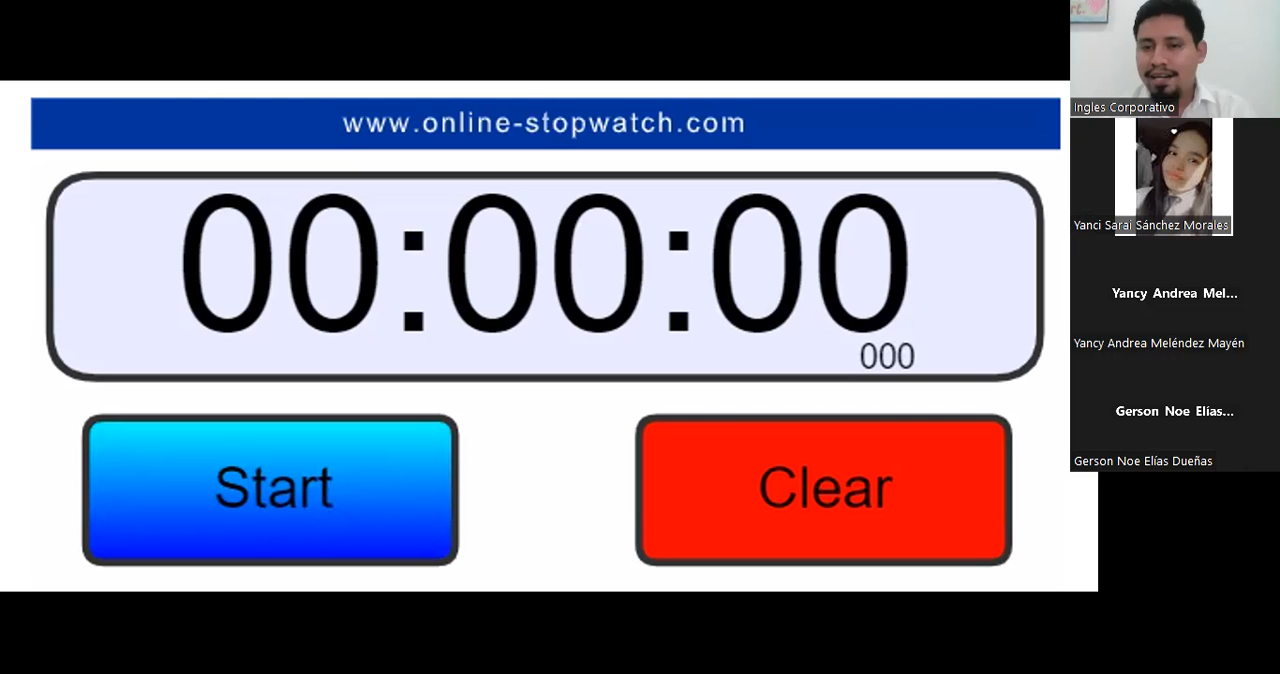 www.online-stopwatch.com
00:00:00
000
Start
Clear
Ingles Corporativo
Yanci Sarai Sánchez Morales
Yancy Andrea Mel...
Yancy Andrea Meléndez Mayén
Gerson Noe Elías...
Gerson Noe Elías Dueñas